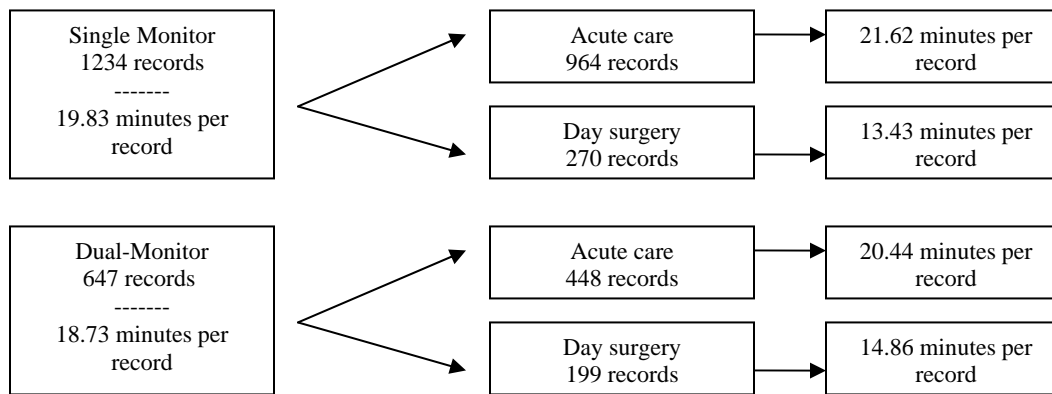 Single Monitor
1234 records
-------
19.83 minutes per
record
Acute care
964 records
21.62 minutes per
record
Day surgery
270 records
13.43 minutes per
record
Dual-Monitor
647 records
-------
18.73 minutes per
record
Acute care
448 records
20.44 minutes per
record
Day surgery
199 records
14.86 minutes per
record